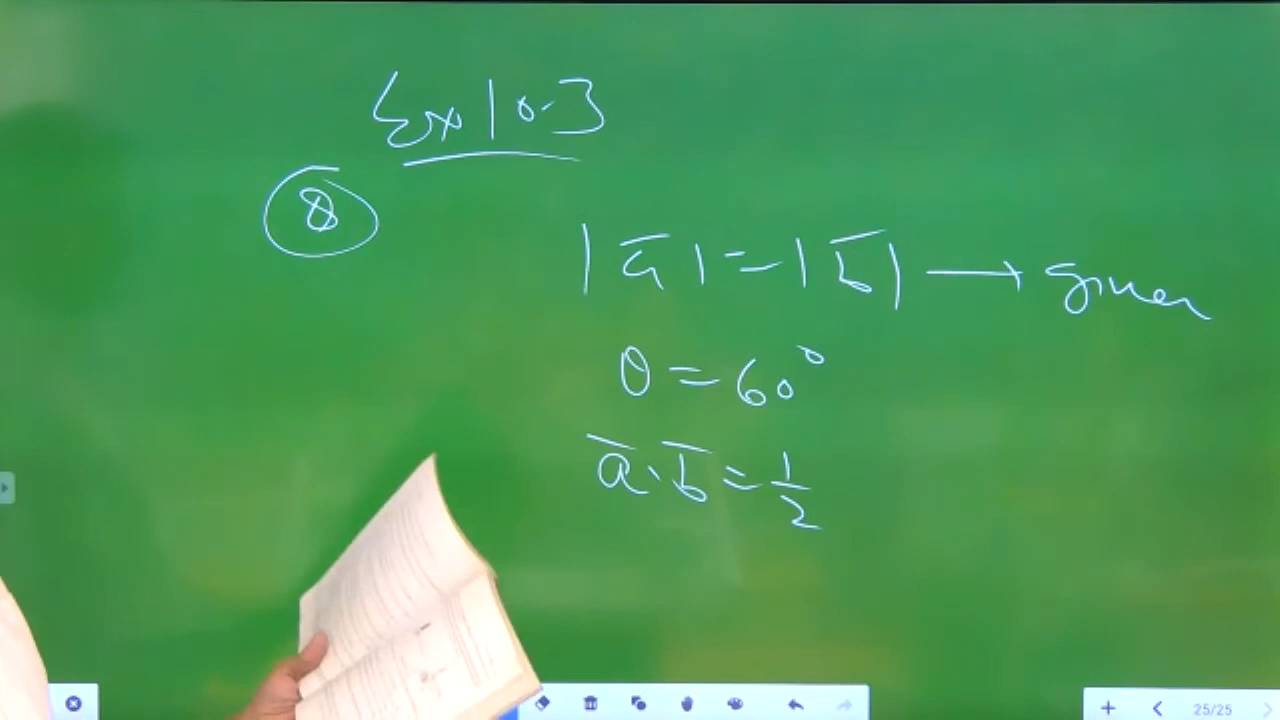 Ex 10.3
8
|a̅| = |b̅| → given
θ = 60°
a̅.b̅ = 1/2
25/25